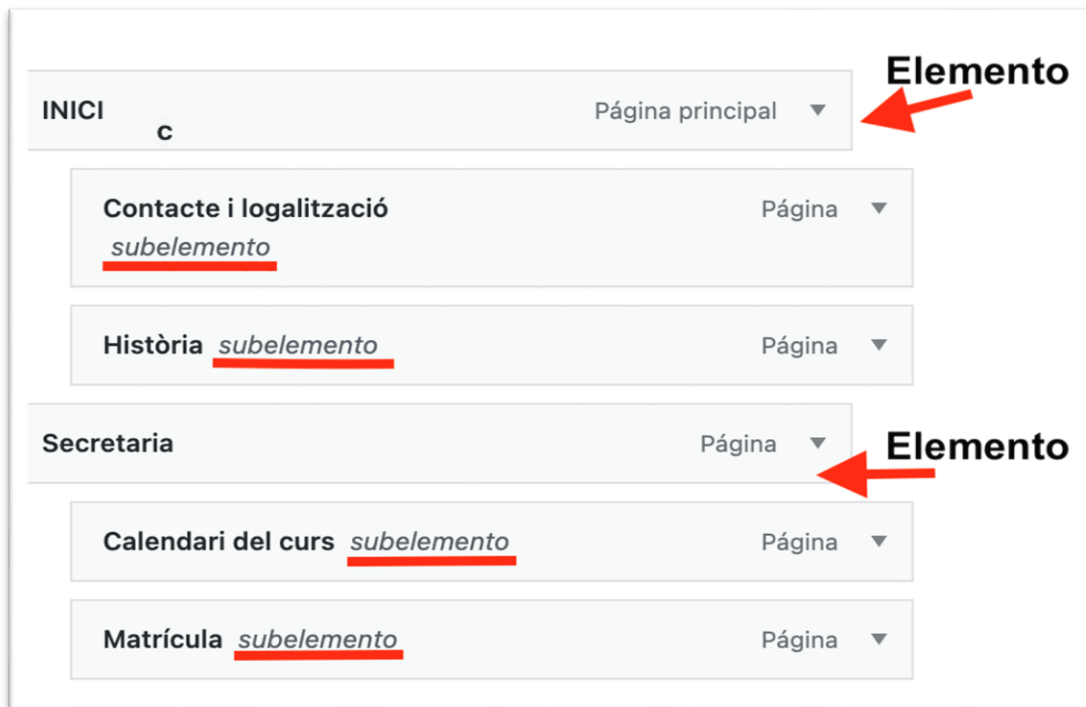 Elemento
INICI Página principal
c
Contacte i logalització Página
subelemento
Història subelemento Página
Secretaria Página Elemento
Calendari del curs subelemento Página
Matrícula subelemento Página